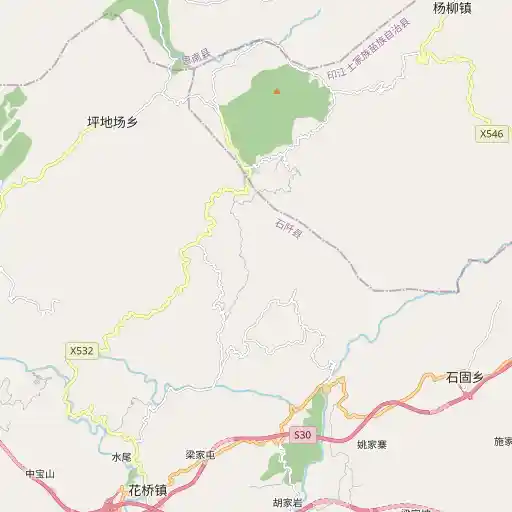 杨柳镇
思南县
印江土家族苗族自治县
坪地场乡
X546
石阡县
X532
石固乡
S30
姚家寨
施家
梁家屯
水尾
中宝山
花桥镇
胡家岩